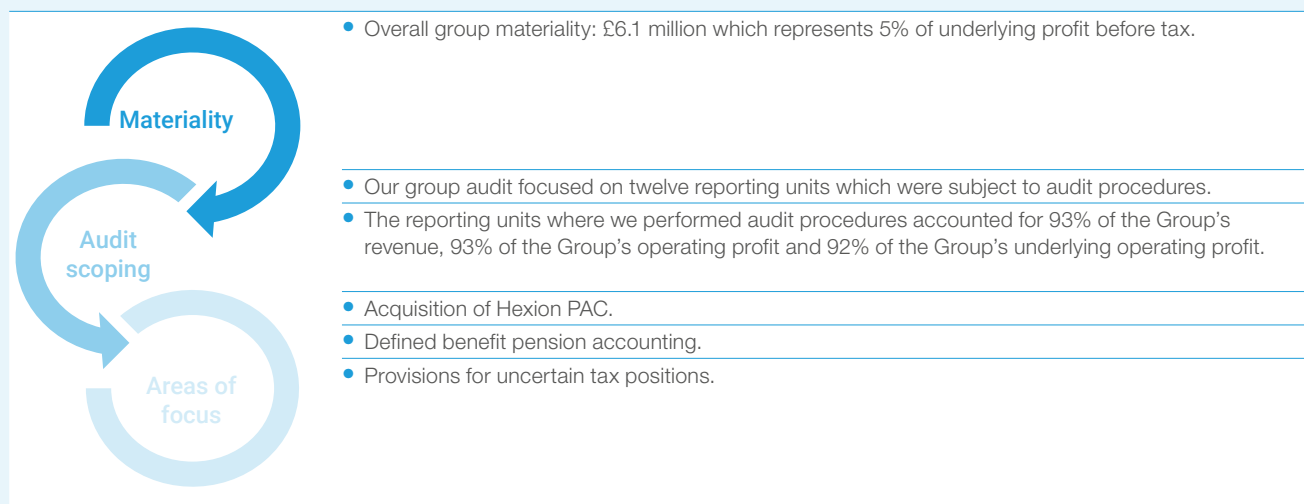 Materiality
• Overall group materiality: £6.1 million which represents 5% of underlying profit before tax.
Audit
scoping
• Our group audit focused on twelve reporting units which were subject to audit procedures.
• The reporting units where we performed audit procedures accounted for 93% of the Group’s
revenue, 93% of the Group’s operating profit and 92% of the Group’s underlying operating profit.
Areas of
focus
• Acquisition of Hexion PAC.
• Defined benefit pension accounting.
• Provisions for uncertain tax positions.